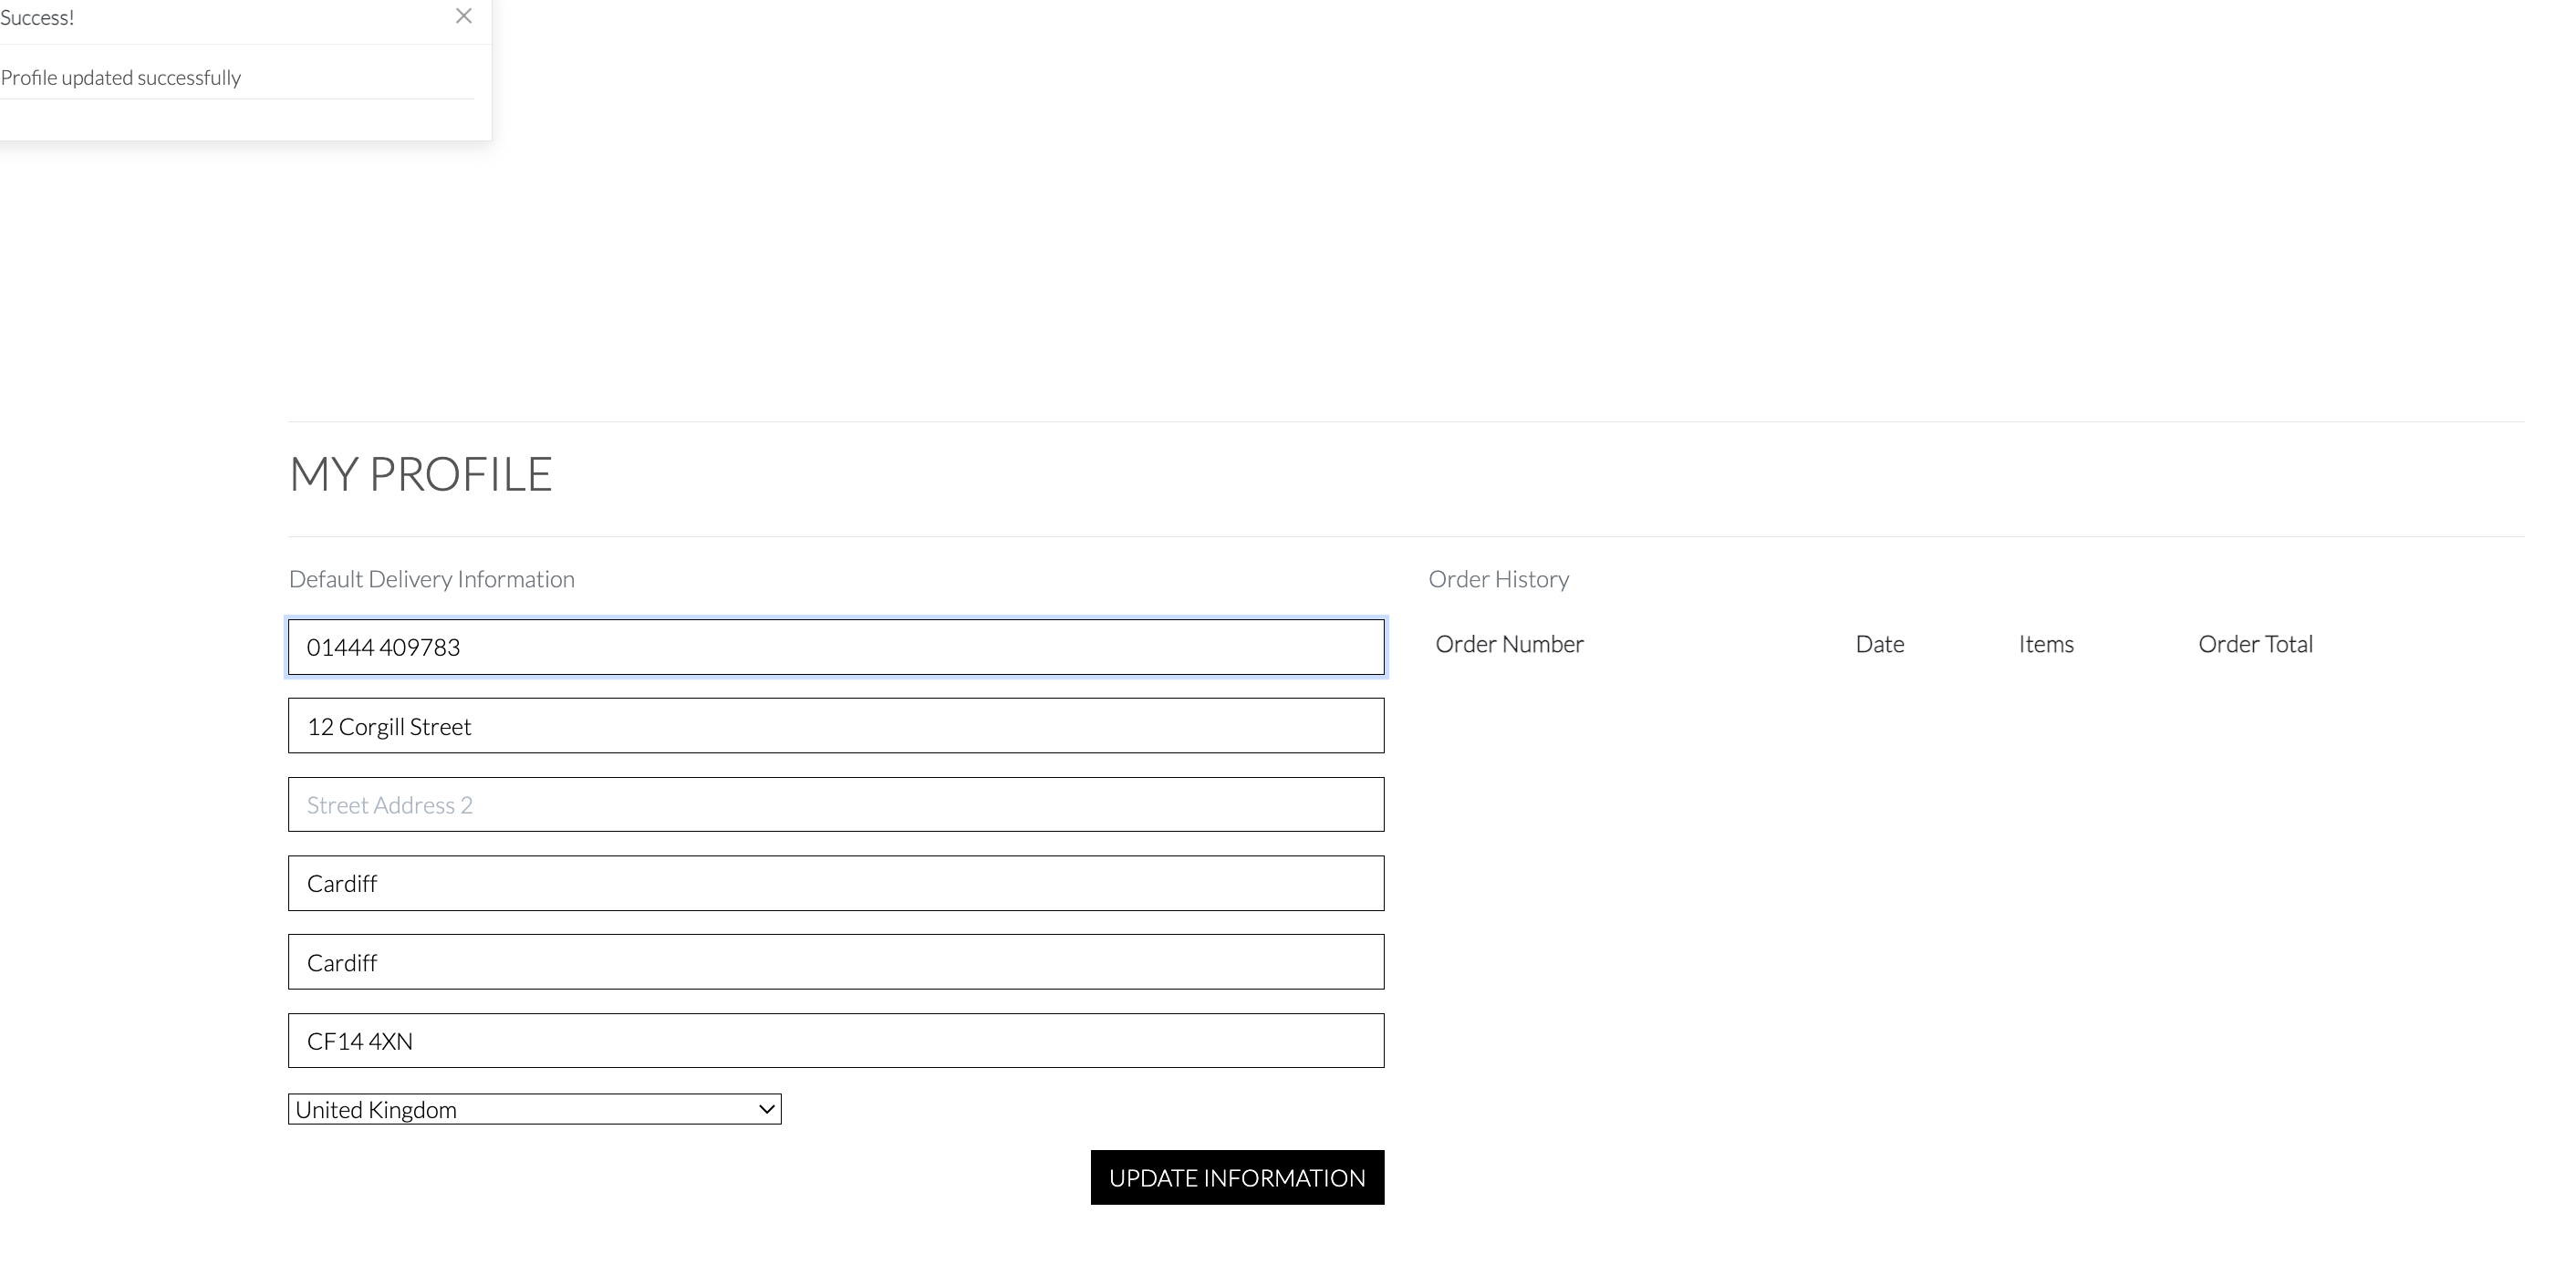 Success!
Profile updated successfully
MY PROFILE
Default Delivery Information
01444 409783
12 Corgill Street
Street Address 2
Cardiff
Cardiff
CF14 4XN
United Kingdom
UPDATE INFORMATION
Order History
Order Number Date Items Order Total